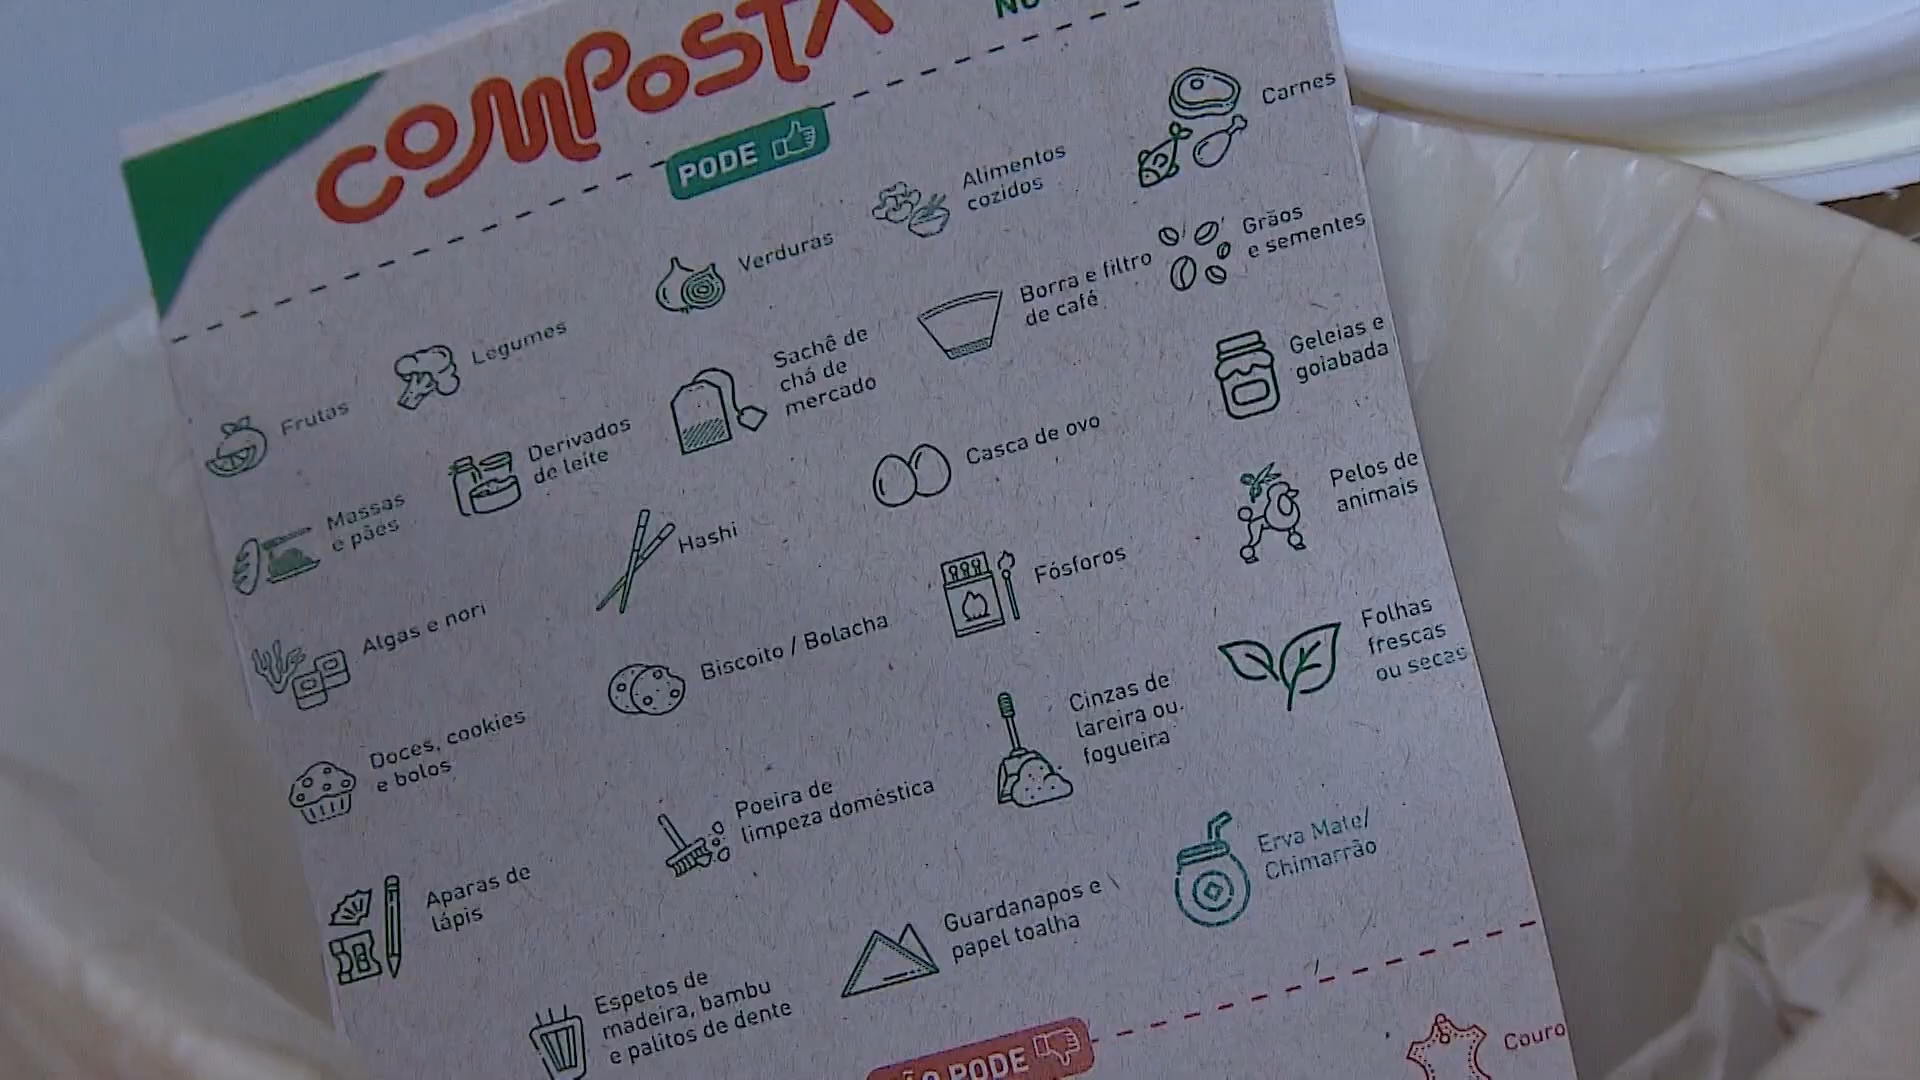 COMPOSTA
PODE
Frutas
Legumes
Verduras
Alimentos
cozidos
Carnes
Massas
e pães
Derivados
de leite
Sachê de
chá de
mercado
Borra e filtro
de café
Grãos
e sementes
Algas e nori
Hashi
Casca de ovo
Geleias e
goiabada
Doces, cookies
e bolos
Biscoito / Bolacha
Fósforos
Pelos de
animais
Aparas de
lápis
Poeira de
limpeza doméstica
Cinzas de
lareira ou
fogueira
Folhas
frescas
ou secas
Espetos de
madeira, bambu
e palitos de dente
Guardanapos e
papel toalha
Erva Mate/
Chimarrão
NÃO PODE
Couro